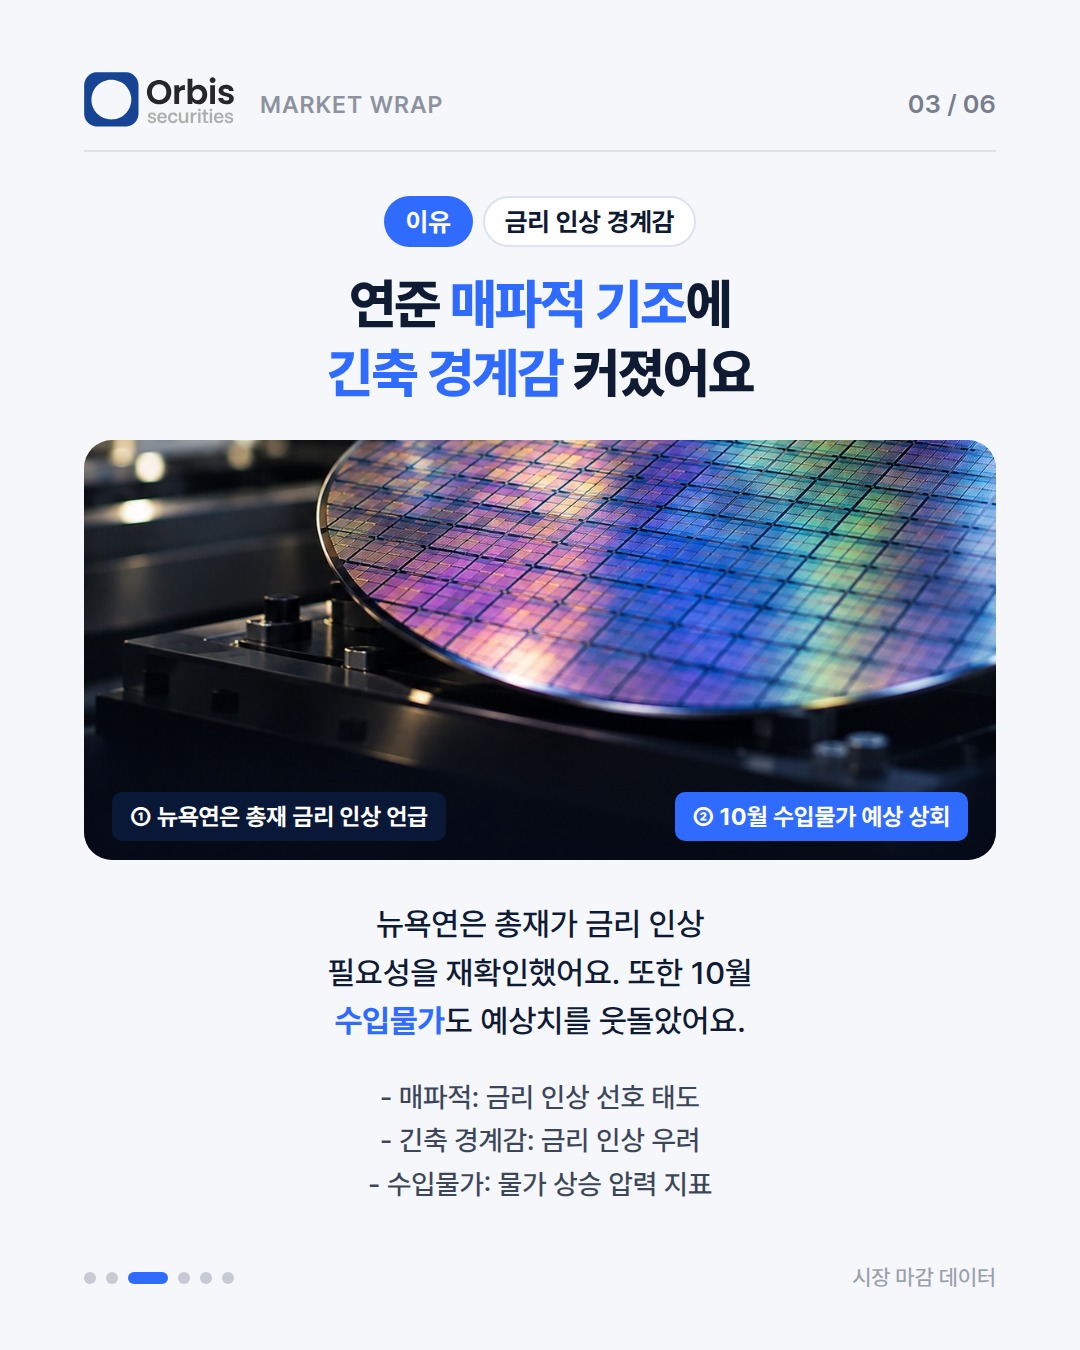 Orbis
securities
MARKET WRAP
03 / 06
이유
금리 인상 경계감
연준 매파적 기조에
긴축 경계감 커졌어요
① 뉴욕연은 총재 금리 인상 언급
② 10월 수입물가 예상 상회
뉴욕연은 총재가 금리 인상
필요성을 재확인했어요. 또한 10월
수입물가도 예상치를 웃돌았어요.
- 매파적: 금리 인상 선호 태도
- 긴축 경계감: 금리 인상 우려
- 수입물가: 물가 상승 압력 지표
시장 마감 데이터